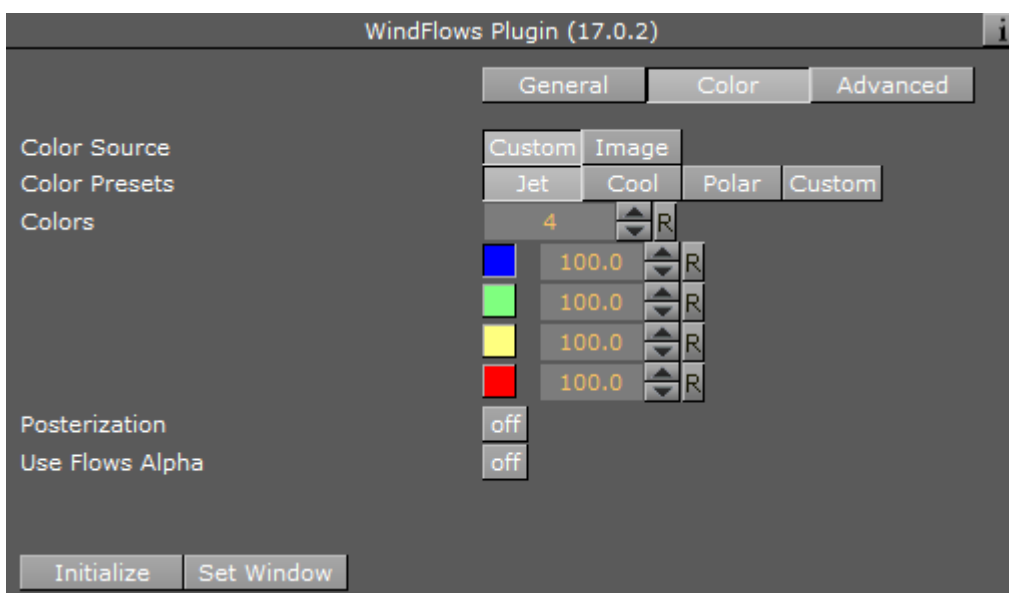 WindFlows Plugin (17.0.2) i
General Color Advanced
Color Source Custom Image
Color Presets Jet Cool Polar Custom
Colors 4 R
100.0 R
100.0 R
100.0 R
100.0 R
Posterization off
Use Flows Alpha off
Initialize Set Window